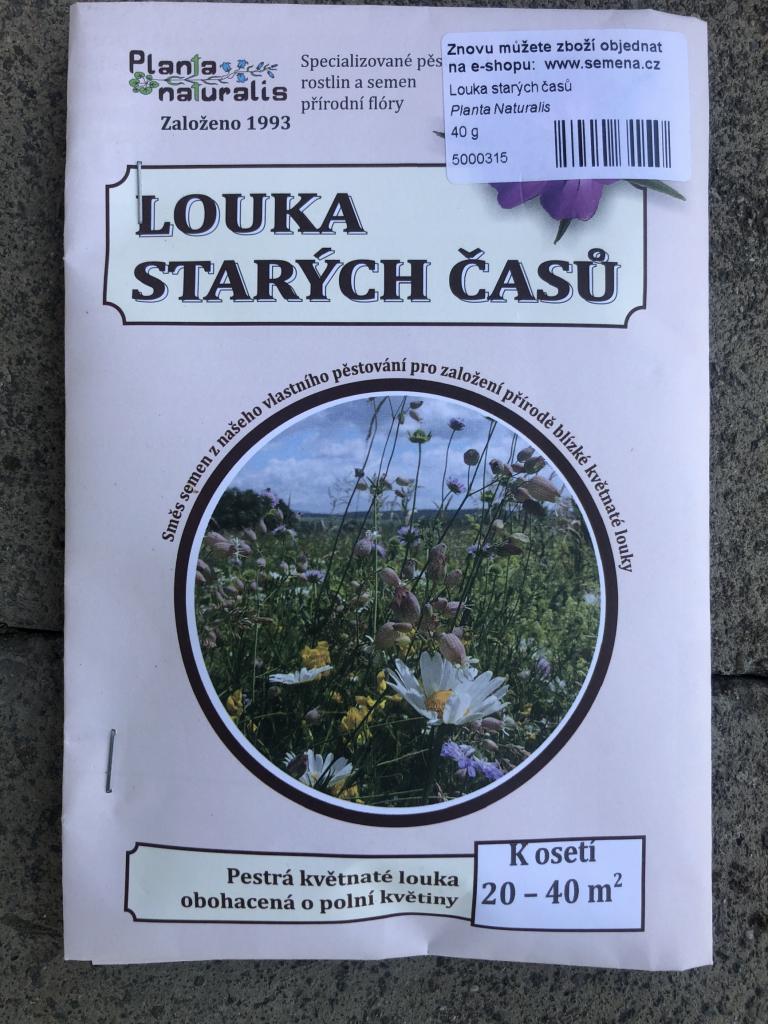 Planta
naturalis
Založeno 1993
Specializované
rostlin a semen
přírodní flóry
Znovu můžete zboží objednat
na e-shopu: www.semena.cz
Louka starých časů
Planta Naturalis
40 g
5000315
LOUKA
STARÝCH ČASŮ
Směs semen z našeho vlastního pěstování pro založení přírodě blízké květnaté louky
Pestrá květnaté louka
obohacená o polní květiny
K osetí
20 – 40 m²